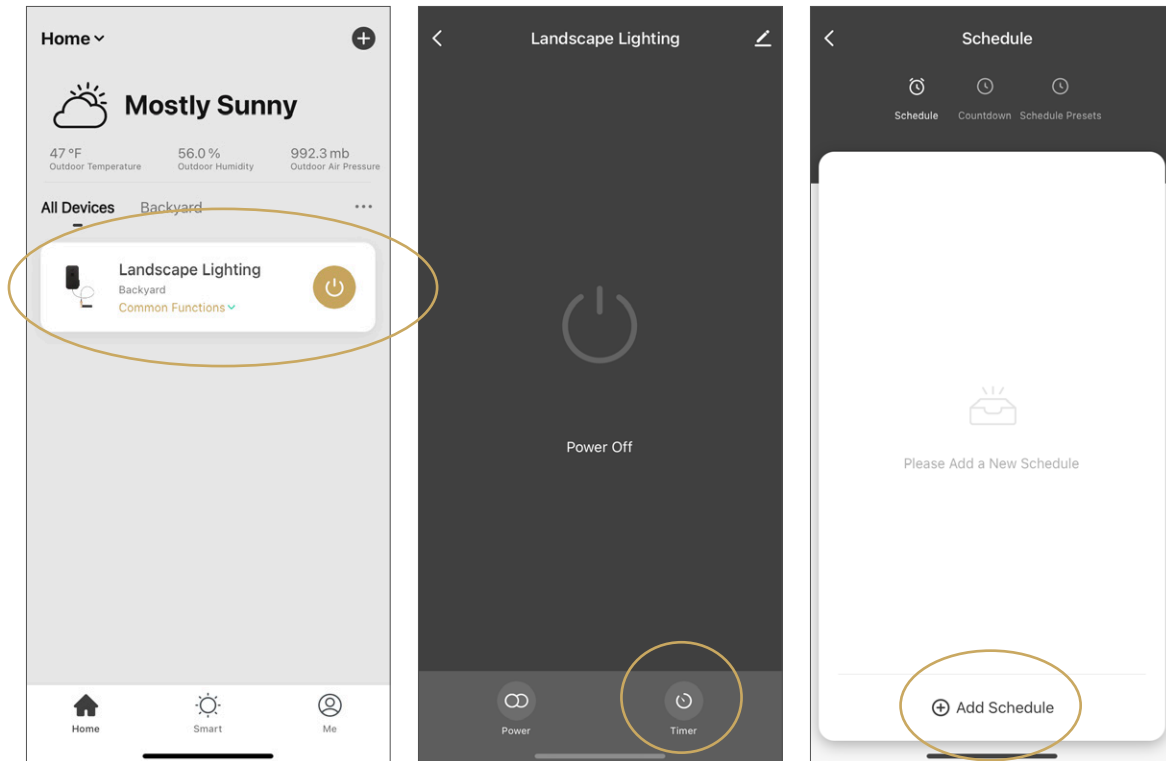 Home
Mostly Sunny
47 °F
Outdoor Temperature
56.0 %
Outdoor Humidity
992.3 mb
Outdoor Air Pressure
All Devices
Backyard
Landscape Lighting
Backyard
Common Functions
Home
Smart
Me
Landscape Lighting
Power Off
Power
Timer
Schedule
Schedule
Countdown
Schedule Presets
Please Add a New Schedule
Add Schedule